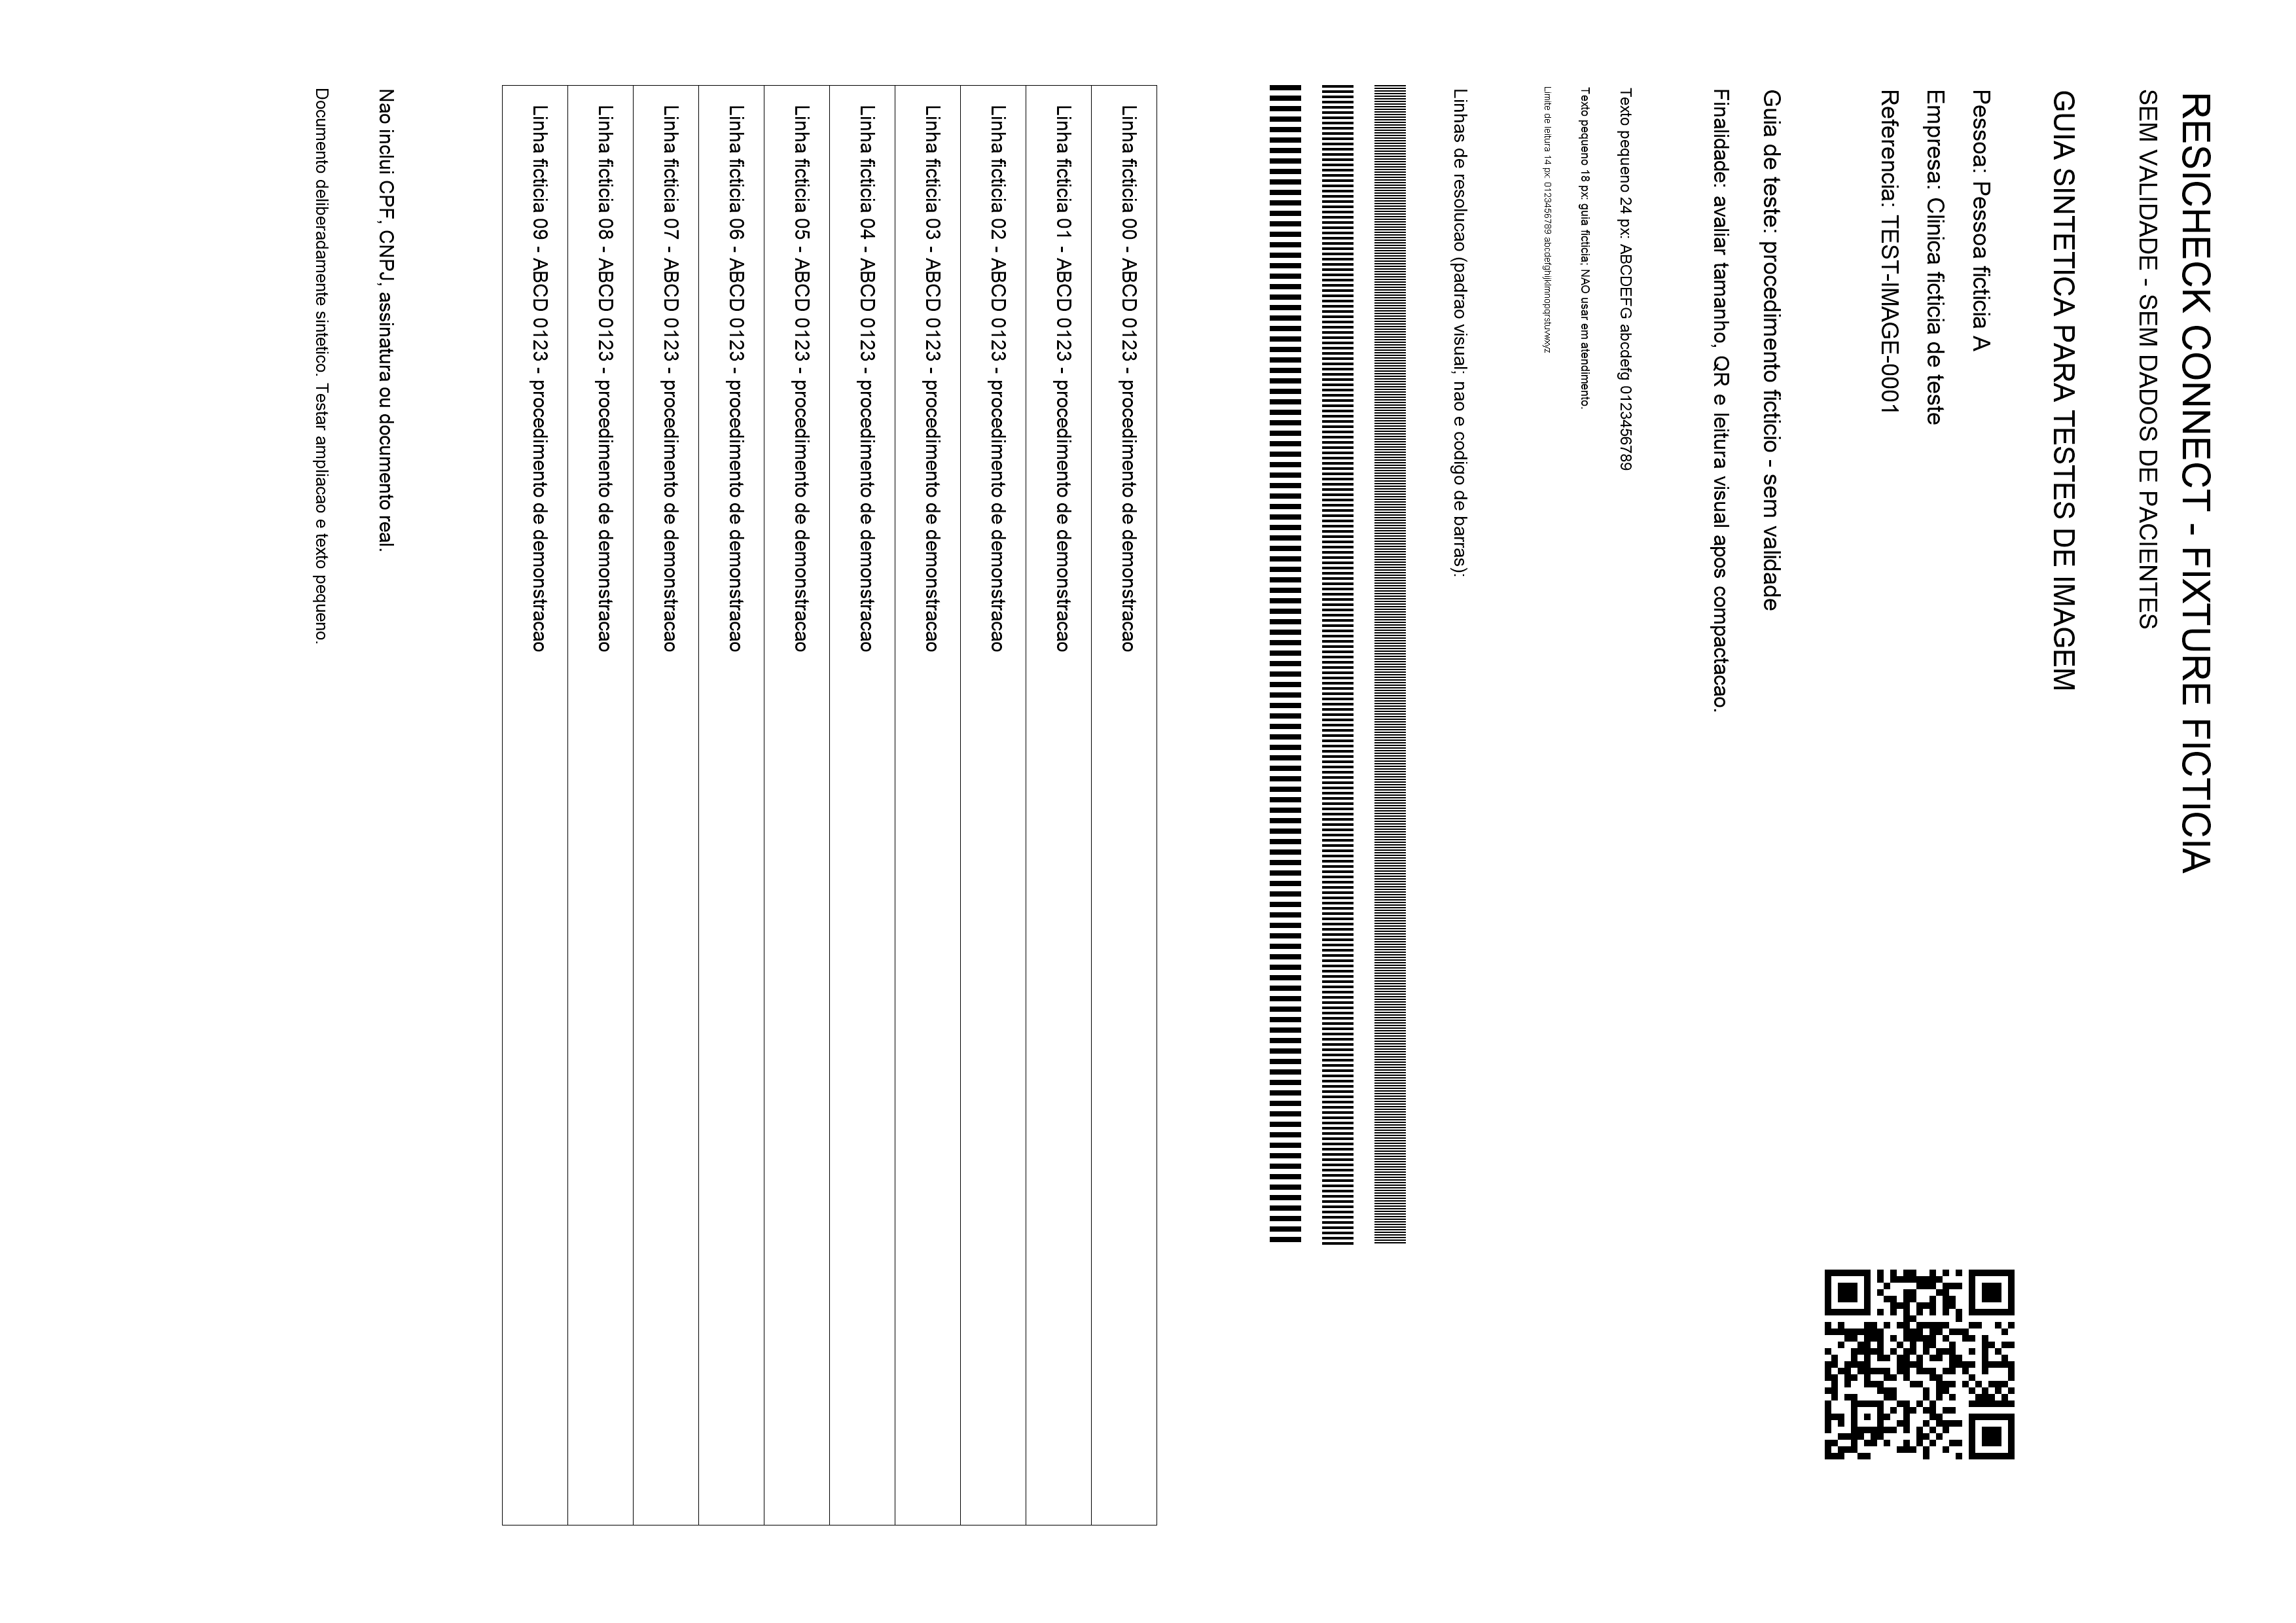 RESICHECK CONNECT - FIXTURE FICTICIA
SEM VALIDADE - SEM DADOS DE PACIENTES
GUIA SINTETICA PARA TESTES DE IMAGEM
Pessoa: Pessoa ficticia A
Empresa: Clinica ficticia de teste
Referencia: TEST-IMAGE-0001
Guia de teste: procedimento ficticio - sem validade
Finalidade: avaliar tamanho, QR e leitura visual apos compactacao.
Texto pequeno 24 px: ABCDEFG abcdefg 0123456789
Texto pequeno 18 px: guia ficticia; NAO usar em atendimento.
Limite de leitura 14 px: 0123456789 abcdefghijklmnopqrstuvwxyz
Linhas de resolucao (padrao visual; nao e codigo de barras):
Linha ficticia 00 - ABCD 0123 - procedimento de demonstracao
Linha ficticia 01 - ABCD 0123 - procedimento de demonstracao
Linha ficticia 02 - ABCD 0123 - procedimento de demonstracao
Linha ficticia 03 - ABCD 0123 - procedimento de demonstracao
Linha ficticia 04 - ABCD 0123 - procedimento de demonstracao
Linha ficticia 05 - ABCD 0123 - procedimento de demonstracao
Linha ficticia 06 - ABCD 0123 - procedimento de demonstracao
Linha ficticia 07 - ABCD 0123 - procedimento de demonstracao
Linha ficticia 08 - ABCD 0123 - procedimento de demonstracao
Linha ficticia 09 - ABCD 0123 - procedimento de demonstracao
Nao inclui CPF, CNPJ, assinatura ou documento real.
Documento deliberadamente sintetico. Testar ampliacao e texto pequeno.